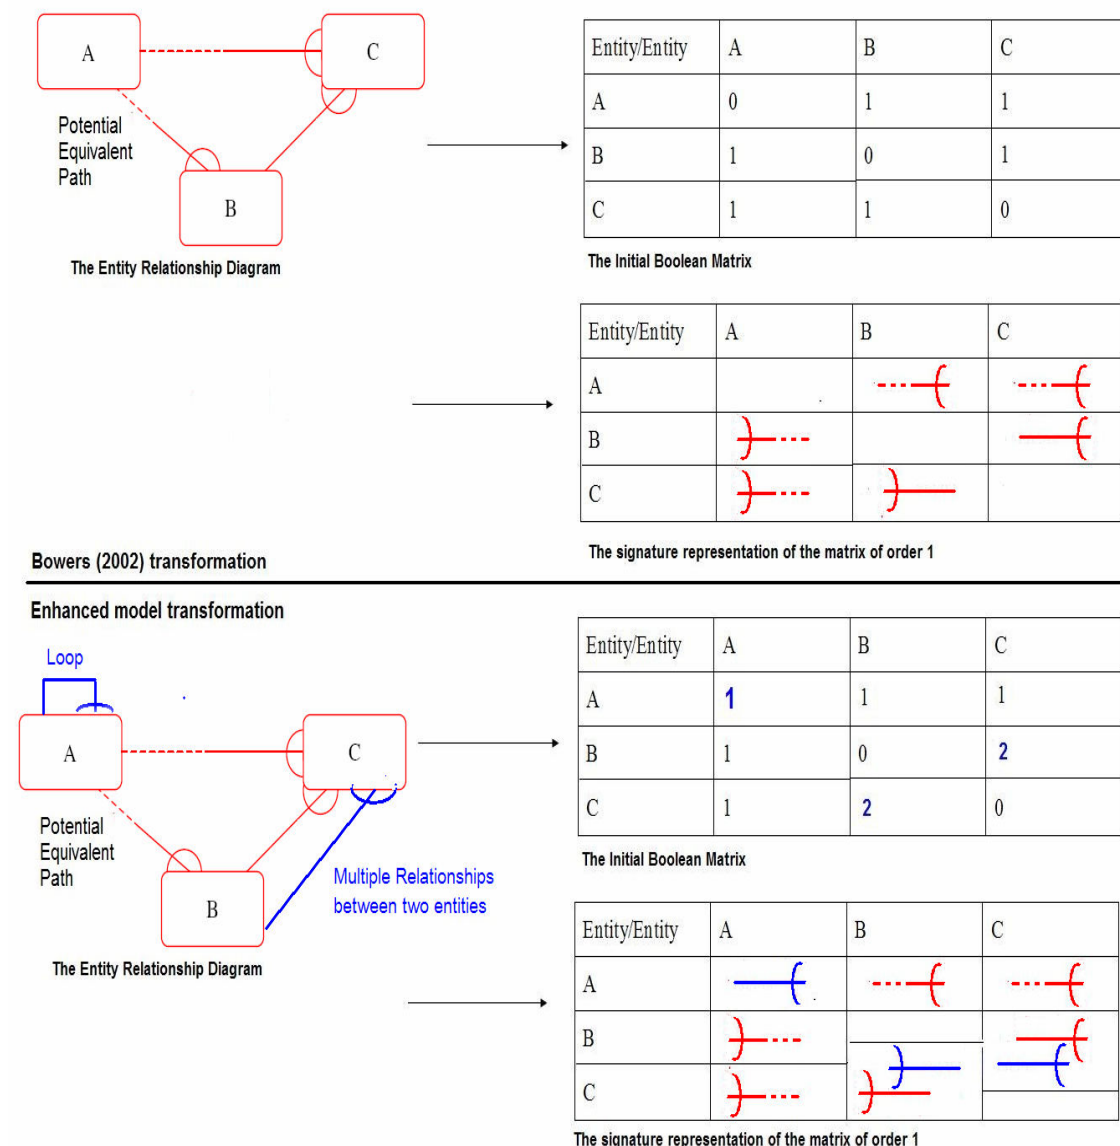 A
C
Potential
Equivalent
Path
B
The Entity Relationship Diagram
Entity/Entity A B C
A 0 1 1
B 1 0 1
C 1 1 0
The Initial Boolean Matrix
Entity/Entity A B C
A
B
C
The signature representation of the matrix of order 1
Bowers (2002) transformation
Enhanced model transformation
Loop
A
C
Potential
Equivalent
Path
B
Multiple Relationships
between two entities
The Entity Relationship Diagram
Entity/Entity A B C
A 1 1 1
B 1 0 2
C 1 2 0
The Initial Boolean Matrix
Entity/Entity A B C
A
B
C
The signature representation of the matrix of order 1